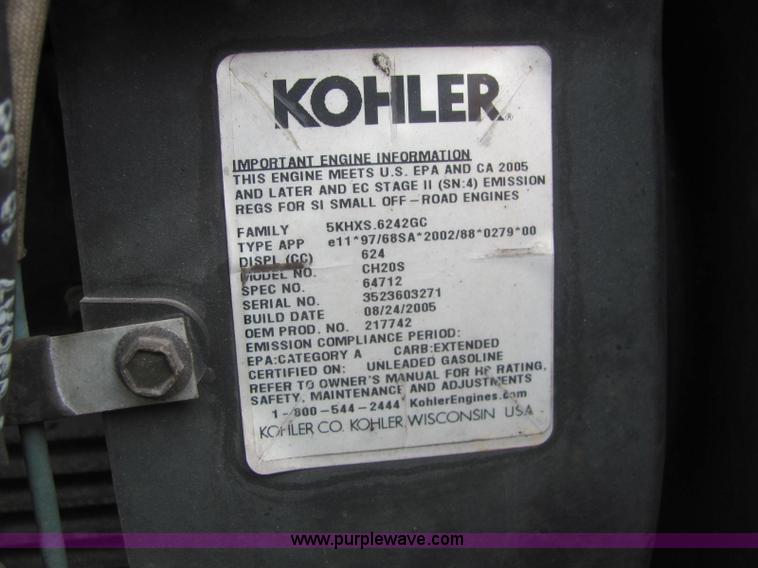 KOHLER®
IMPORTANT ENGINE INFORMATION
THIS ENGINE MEETS U.S. EPA AND CA 2005
AND LATER AND EC STAGE II (SN:4) EMISSION
REGS FOR SI SMALL OFF-ROAD ENGINES
FAMILY 5KHXS.6242GC
TYPE APP e11*97/68SA*2002/88*0279*00
DISPL (CC) 624
MODEL NO. CH20S
SPEC NO. 64712
SERIAL NO. 3523603271
BUILD DATE 08/24/2005
OEM PROD. NO. 217742
EMISSION COMPLIANCE PERIOD:
EPA:CATEGORY A CARB:EXTENDED
CERTIFIED ON: UNLEADED GASOLINE
REFER TO OWNER'S MANUAL FOR HP RATING,
SAFETY, MAINTENANCE AND ADJUSTMENTS
1-800-544-2444 KohlerEngines.com
KOHLER CO. KOHLER, WISCONSIN USA
www.purplewave.com